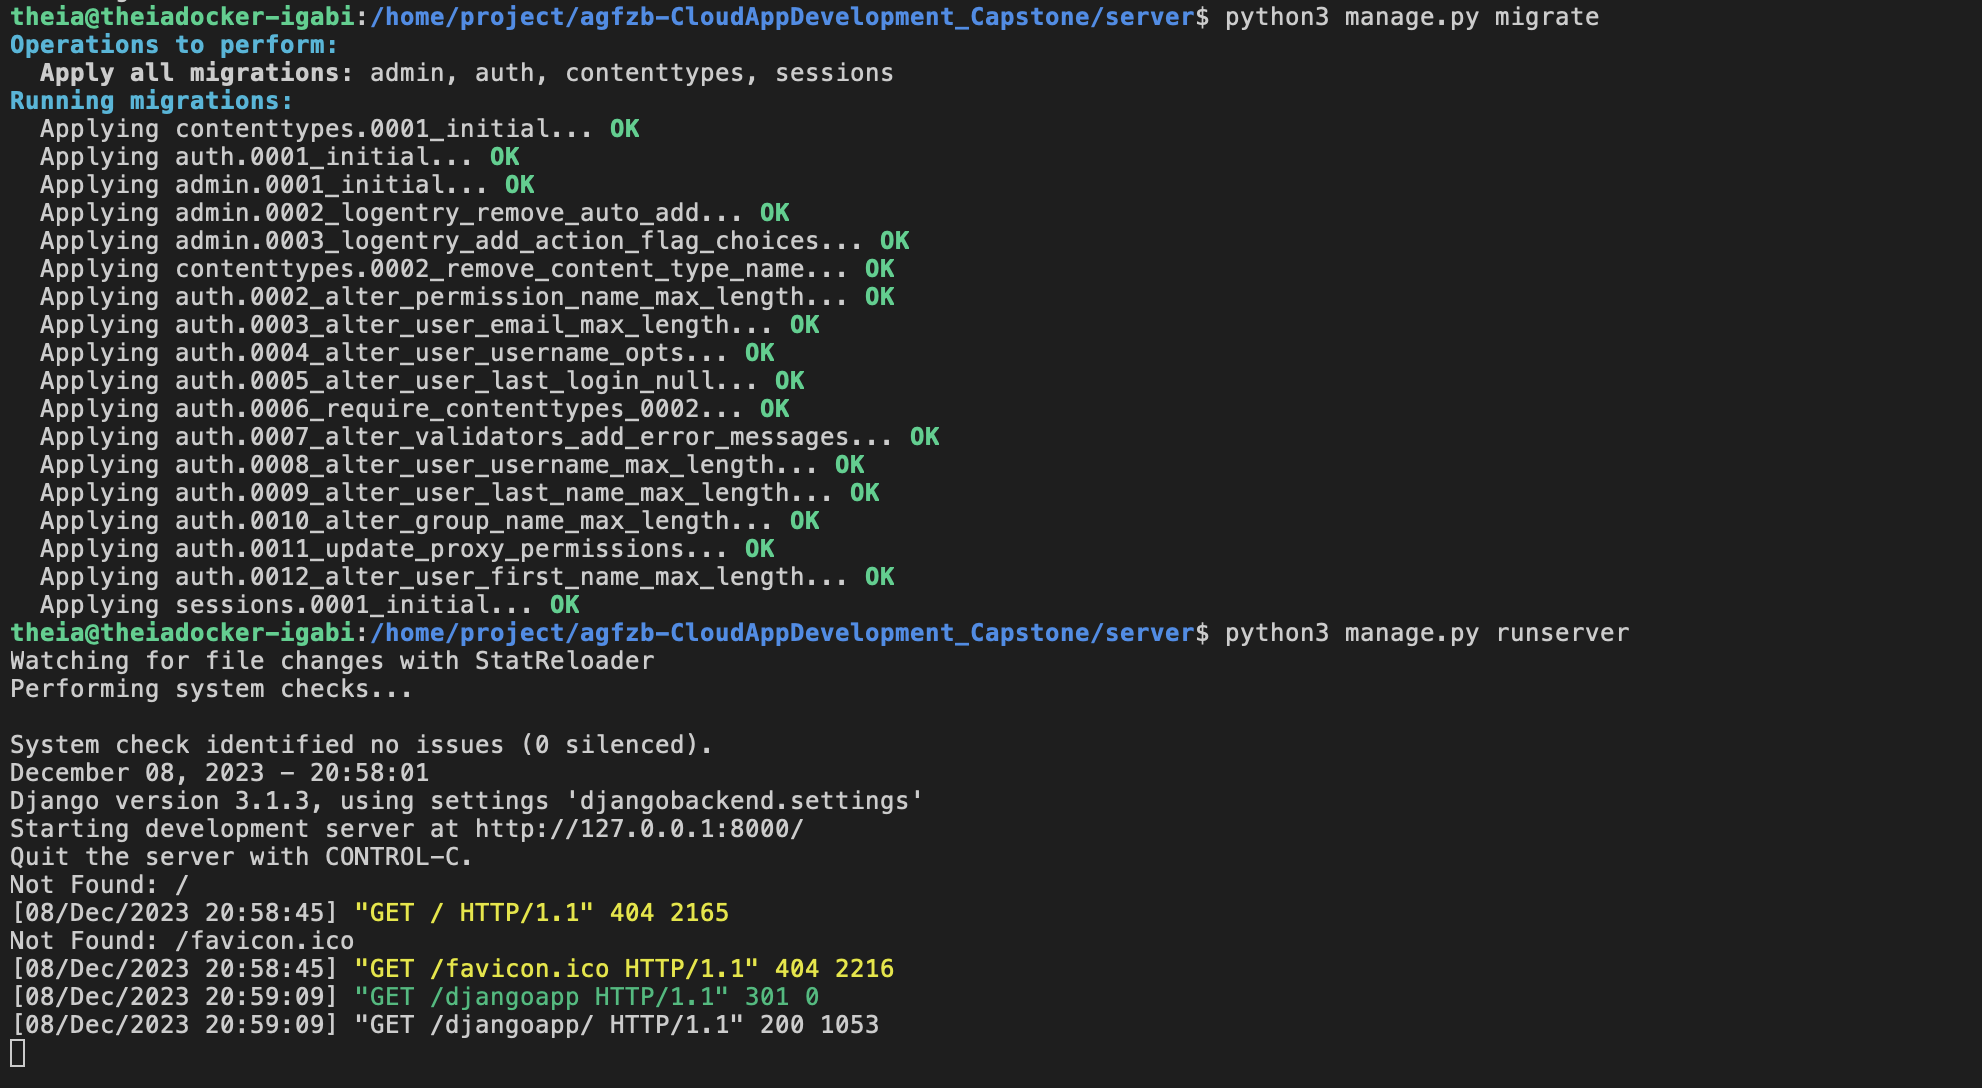 theia@theiadocker-igabi:/home/project/agfzb-CloudAppDevelopment_Capstone/server$ python3 manage.py migrate
Operations to perform:
  Apply all migrations: admin, auth, contenttypes, sessions
Running migrations:
  Applying contenttypes.0001_initial... OK
  Applying auth.0001_initial... OK
  Applying admin.0001_initial... OK
  Applying admin.0002_logentry_remove_auto_add... OK
  Applying admin.0003_logentry_add_action_flag_choices... OK
  Applying contenttypes.0002_remove_content_type_name... OK
  Applying auth.0002_alter_permission_name_max_length... OK
  Applying auth.0003_alter_user_email_max_length... OK
  Applying auth.0004_alter_user_username_opts... OK
  Applying auth.0005_alter_user_last_login_null... OK
  Applying auth.0006_require_contenttypes_0002... OK
  Applying auth.0007_alter_validators_add_error_messages... OK
  Applying auth.0008_alter_user_username_max_length... OK
  Applying auth.0009_alter_user_last_name_max_length... OK
  Applying auth.0010_alter_group_name_max_length... OK
  Applying auth.0011_update_proxy_permissions... OK
  Applying auth.0012_alter_user_first_name_max_length... OK
  Applying sessions.0001_initial... OK
theia@theiadocker-igabi:/home/project/agfzb-CloudAppDevelopment_Capstone/server$ python3 manage.py runserver
Watching for file changes with StatReloader
Performing system checks...

System check identified no issues (0 silenced).
December 08, 2023 - 20:58:01
Django version 3.1.3, using settings 'djangobackend.settings'
Starting development server at http://127.0.0.1:8000/
Quit the server with CONTROL-C.
Not Found: /
[08/Dec/2023 20:58:45] "GET / HTTP/1.1" 404 2165
Not Found: /favicon.ico
[08/Dec/2023 20:58:45] "GET /favicon.ico HTTP/1.1" 404 2216
[08/Dec/2023 20:59:09] "GET /djangoapp HTTP/1.1" 301 0
[08/Dec/2023 20:59:09] "GET /djangoapp/ HTTP/1.1" 200 1053